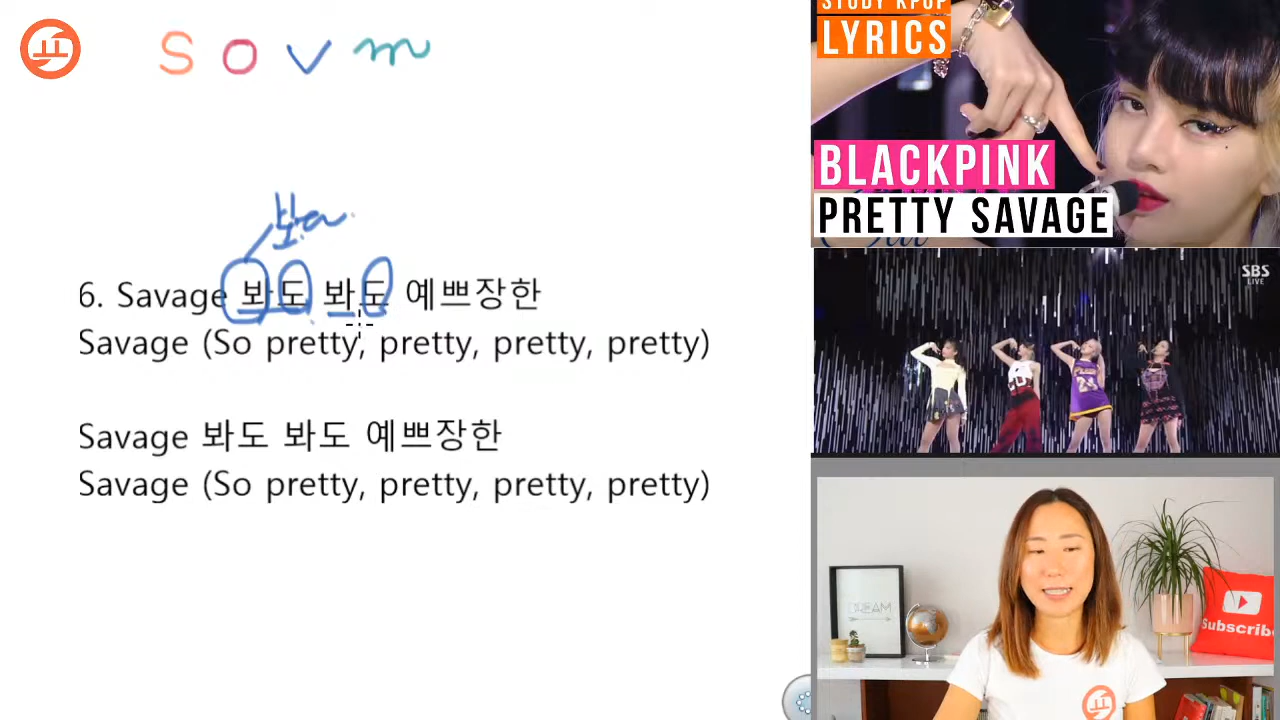 S O V m
봐
6. Savage 봐도 봐도 예쁘장한
Savage (So pretty, pretty, pretty, pretty)
Savage 봐도 봐도 예쁘장한
Savage (So pretty, pretty, pretty, pretty)
STUDY KPOP
LYRICS
BLACKPINK
PRETTY SAVAGE
SBS
LIVE
24
DREAM
Subscribe